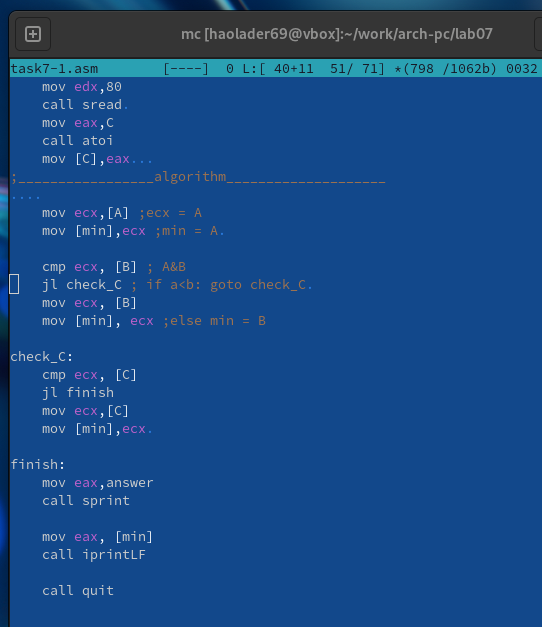 mc [haolader69@vbox]:~/work/arch-pc/lab07
task7-1.asm        [----]  0 L:[ 40+11  51/ 71] *(798 /1062b) 0032
    mov edx,80
    call sread.
    mov eax,C
    call atoi
    mov [C],eax...
;_________________algorithm____________________
....
    mov ecx,[A] ;ecx = A
    mov [min],ecx ;min = A.
    cmp ecx, [B] ; A&B
    jl check_C ; if a<b: goto check_C.
    mov ecx, [B]
    mov [min], ecx ;else min = B
check_C:
    cmp ecx, [C]
    jl finish
    mov ecx,[C]
    mov [min],ecx.
finish:
    mov eax,answer
    call sprint
    mov eax, [min]
    call iprintLF
    call quit